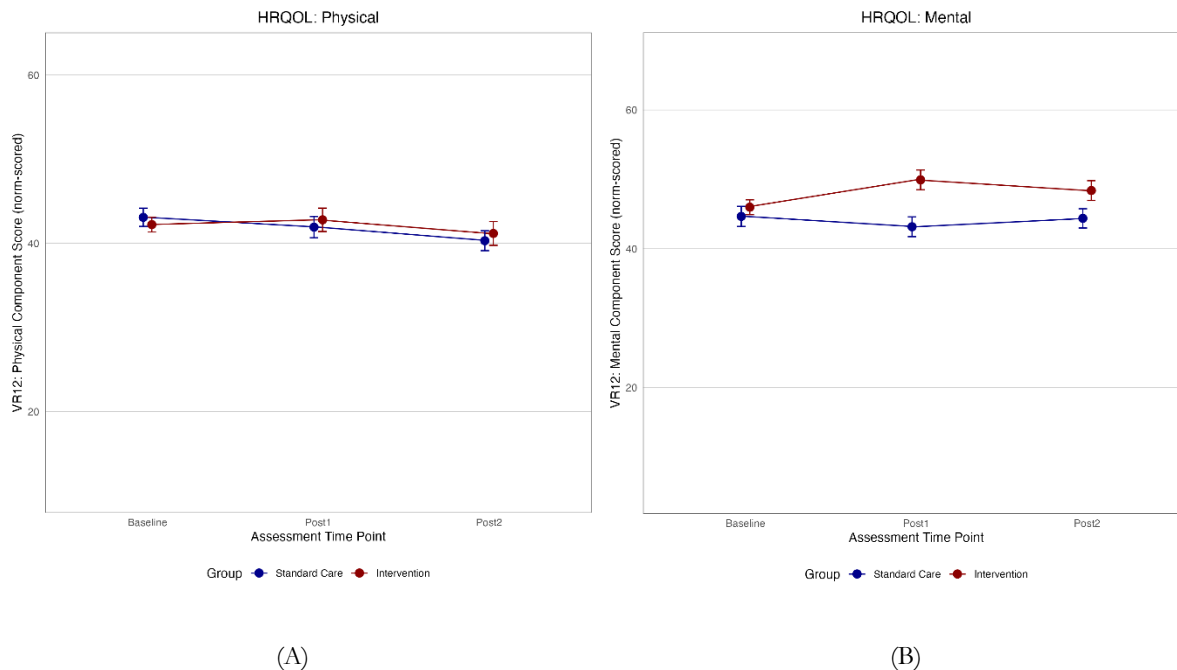 HRQOL: Physical
VR12: Physical Component Score (norm-scored)
60
40
20
Baseline
Post1
Post2
Assessment Time Point
Group Standard Care Intervention
(A)
HRQOL: Mental
VR12: Mental Component Score (norm-scored)
60
40
20
Baseline
Post1
Post2
Assessment Time Point
Group Standard Care Intervention
(B)